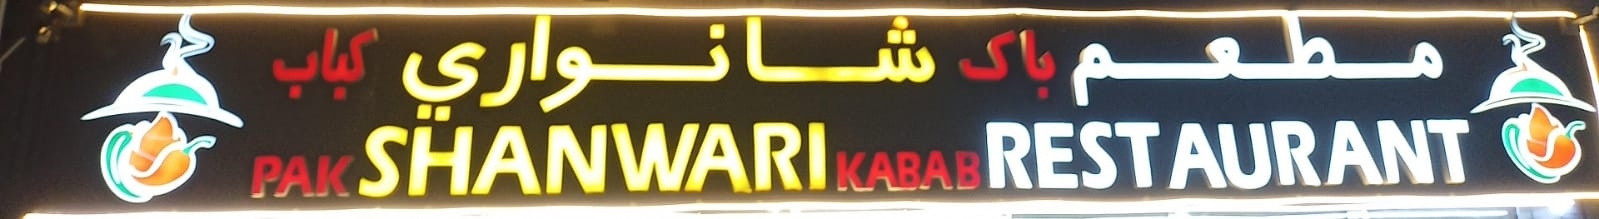 مطعم باك شانواري كباب
PAK SHANWARI KABAB RESTAURANT